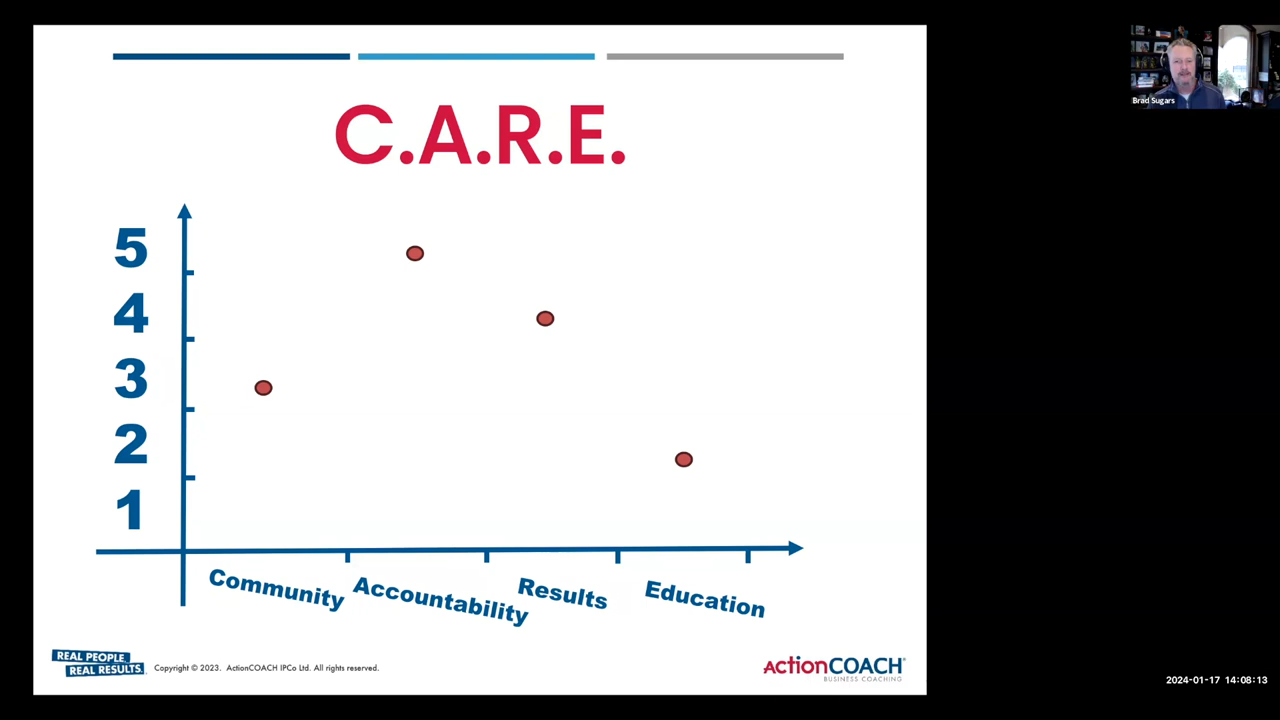 C.A.R.E.
5
4
3
2
1
Community
Accountability
Results
Education
REAL PEOPLE.
REAL RESULTS.
Copyright © 2023. ActionCOACH IPCo Ltd. All rights reserved.
actionCOACH®
BUSINESS COACHING
Brad Sugars
2024-01-17 14:08:13